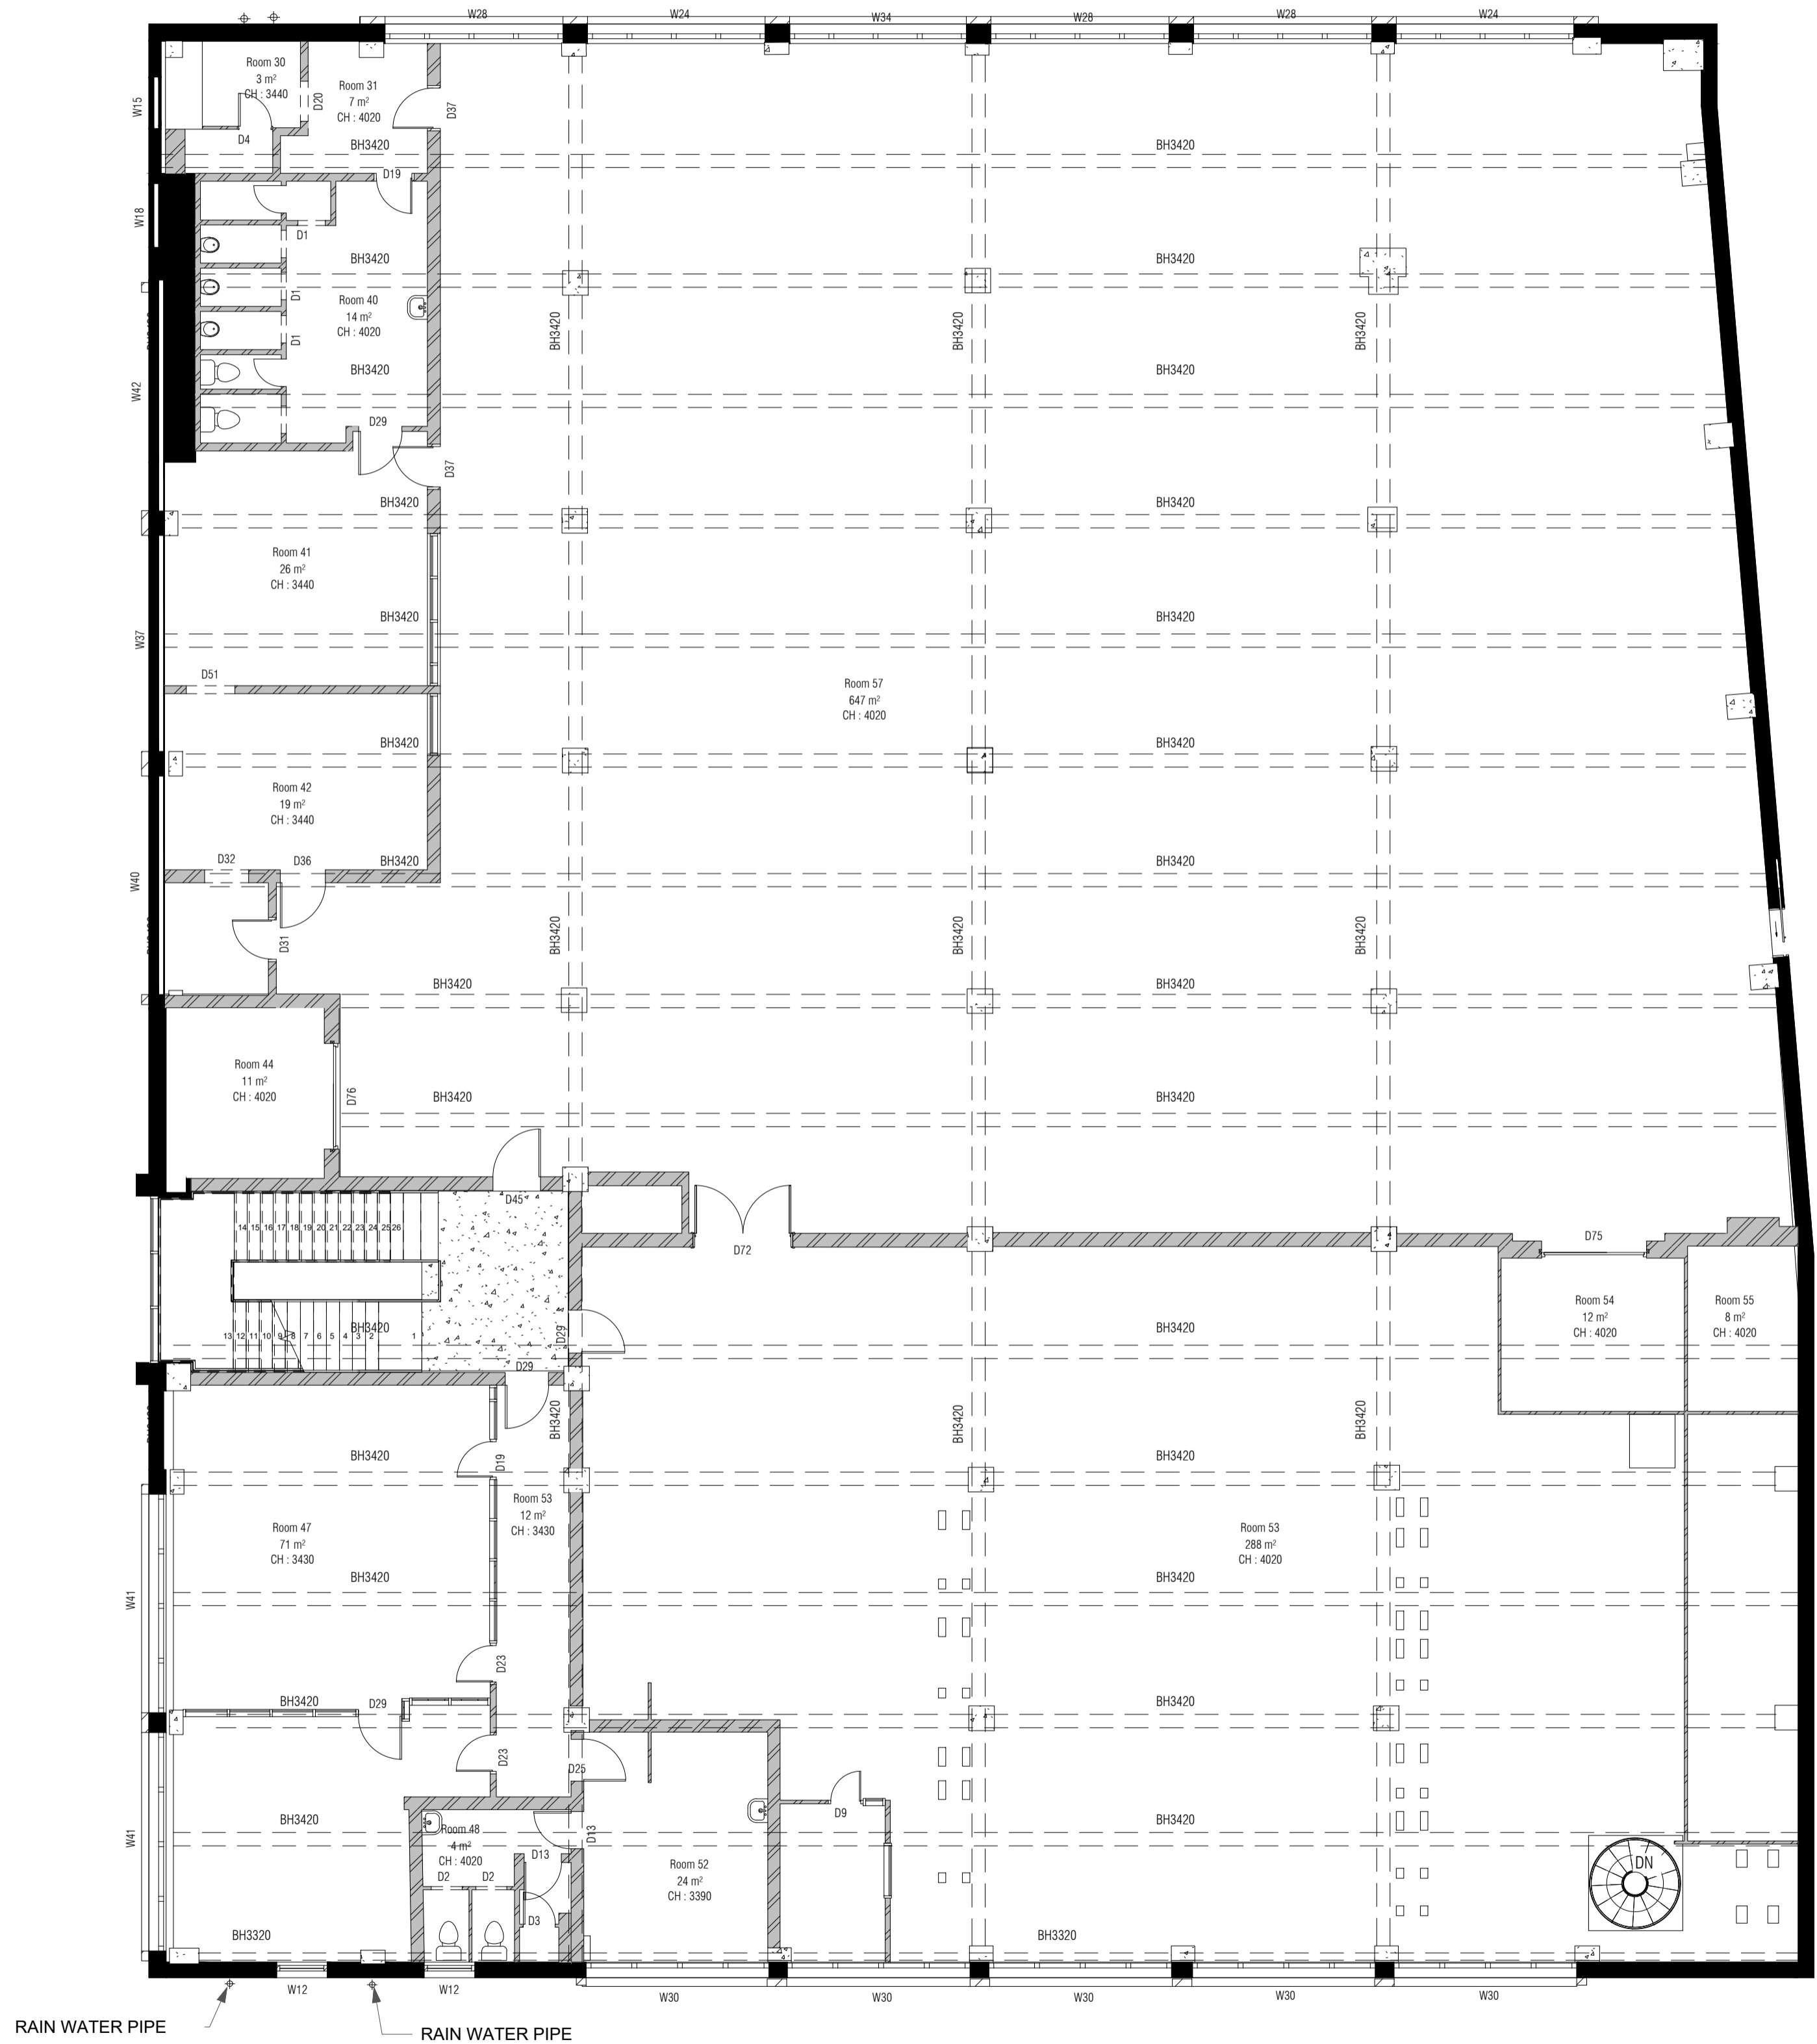 W28
W24
W34
W28
W28
W24
Room 30
3 m²
CH : 3440
Room 31
7 m²
CH : 4020
W15
D20
D37
D4
BH3420
BH3420
D19
W18
D1
BH3420
BH3420
D1
Room 40
14 m²
CH : 4020
BH3420
BH3420
BH3420
D1
W42
BH3420
BH3420
D29
D37
BH3420
BH3420
Room 41
26 m²
CH : 3440
BH3420
BH3420
W37
D51
Room 57
647 m²
CH : 4020
BH3420
BH3420
Room 42
19 m²
CH : 3440
D32
D36
BH3420
BH3420
W40
D31
BH3420
BH3420
BH3420
BH3420
BH3420
Room 44
11 m²
CH : 4020
D76
BH3420
BH3420
D45
14 15 16 17 18 19 20 21 22 23 24 25 26
D72
D75
Room 54
12 m²
CH : 4020
Room 55
8 m²
CH : 4020
BH3420
BH3420
13 12 11 10 9 8 7 6 5 4 3 2 1
D29
D29
BH3420
BH3420
BH3420
BH3420
BH3420
D19
Room 53
12 m²
CH : 3430
Room 47
71 m²
CH : 3430
Room 53
288 m²
CH : 4020
BH3420
BH3420
W41
D23
BH3420
D29
BH3420
D23
D25
BH3420
BH3420
D9
W41
Room 48
4 m²
CH : 4020
D13
D13
D2
D2
Room 52
24 m²
CH : 3390
D3
DN
BH3320
BH3320
W12
W12
W30
W30
W30
W30
W30
RAIN WATER PIPE
RAIN WATER PIPE